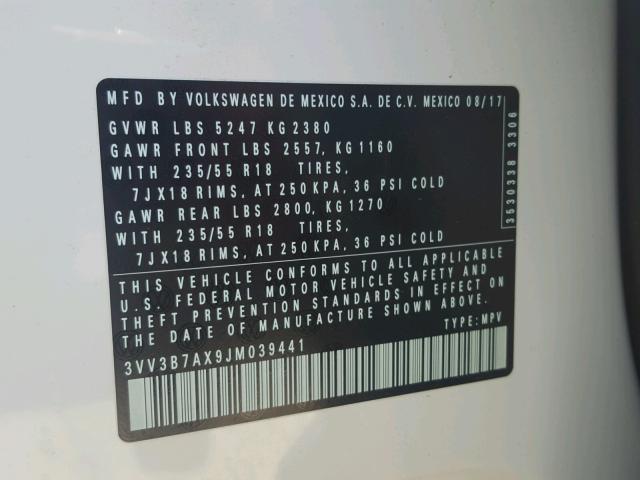 MFD BY VOLKSWAGEN DE MEXICO S.A. DE C.V. MEXICO 08/17
GVWR LBS 5247 KG 2380
GAWR FRONT LBS 2557, KG 1160
WITH 235/55 R18 TIRES,
7JX18 RIMS, AT 250 KPA, 36 PSI COLD
GAWR REAR LBS 2800, KG 1270
WITH 235/55 R18 TIRES,
7JX18 RIMS, AT 250 KPA, 36 PSI COLD
THIS VEHICLE CONFORMS TO ALL APPLICABLE
U.S. FEDERAL MOTOR VEHICLE SAFETY AND
THEFT PREVENTION STANDARDS IN EFFECT ON
THE DATE OF MANUFACTURE SHOWN ABOVE.
TYPE: MPV
3VV3B7AX9JM039441
3530338 3306